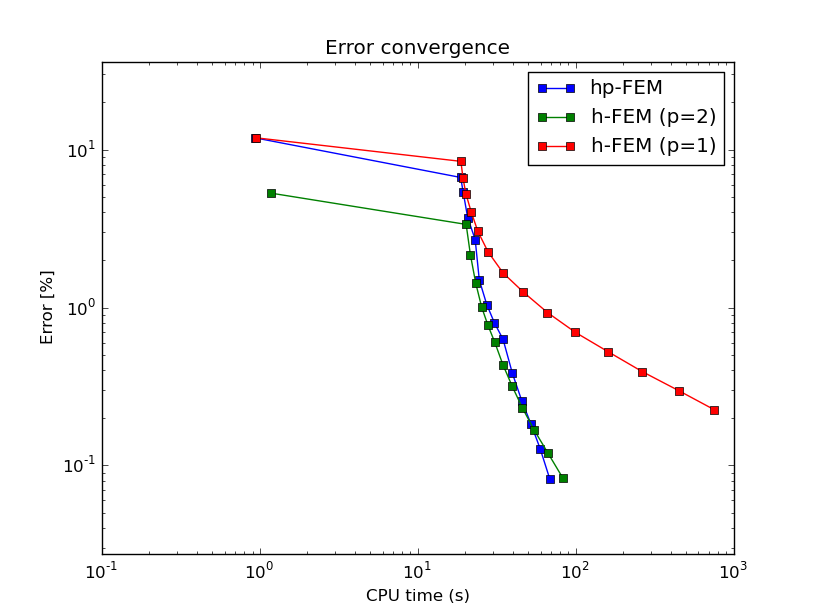 Error convergence
hp-FEM
h-FEM (p=2)
h-FEM (p=1)
10^1
10^0
10^-1
Error [%]
10^-1 10^0 10^1 10^2 10^3
CPU time (s)